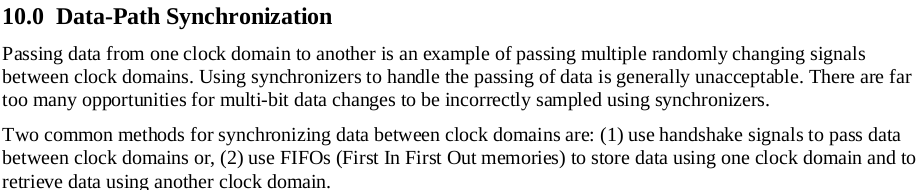 10.0 Data-Path Synchronization
Passing data from one clock domain to another is an example of passing multiple randomly changing signals
between clock domains. Using synchronizers to handle the passing of data is generally unacceptable. There are far
too many opportunities for multi-bit data changes to be incorrectly sampled using synchronizers.
Two common methods for synchronizing data between clock domains are: (1) use handshake signals to pass data
between clock domains or, (2) use FIFOs (First In First Out memories) to store data using one clock domain and to
retrieve data using another clock domain.